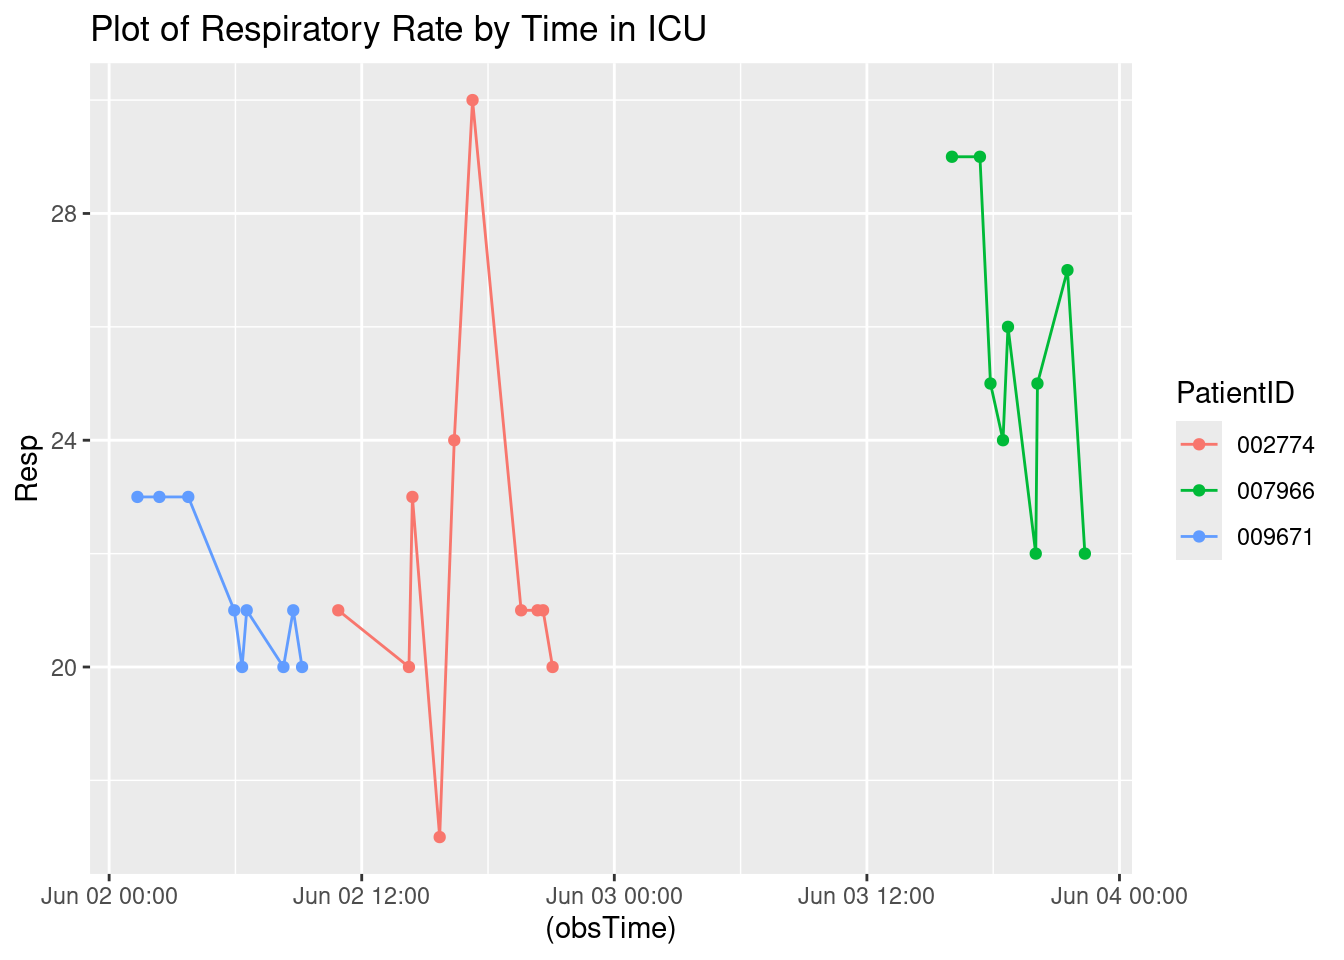 Plot of Respiratory Rate by Time in ICU
28
24
20
Resp
Jun 02 00:00
Jun 02 12:00
Jun 03 00:00
Jun 03 12:00
Jun 04 00:00
(obsTime)
PatientID
002774
007966
009671